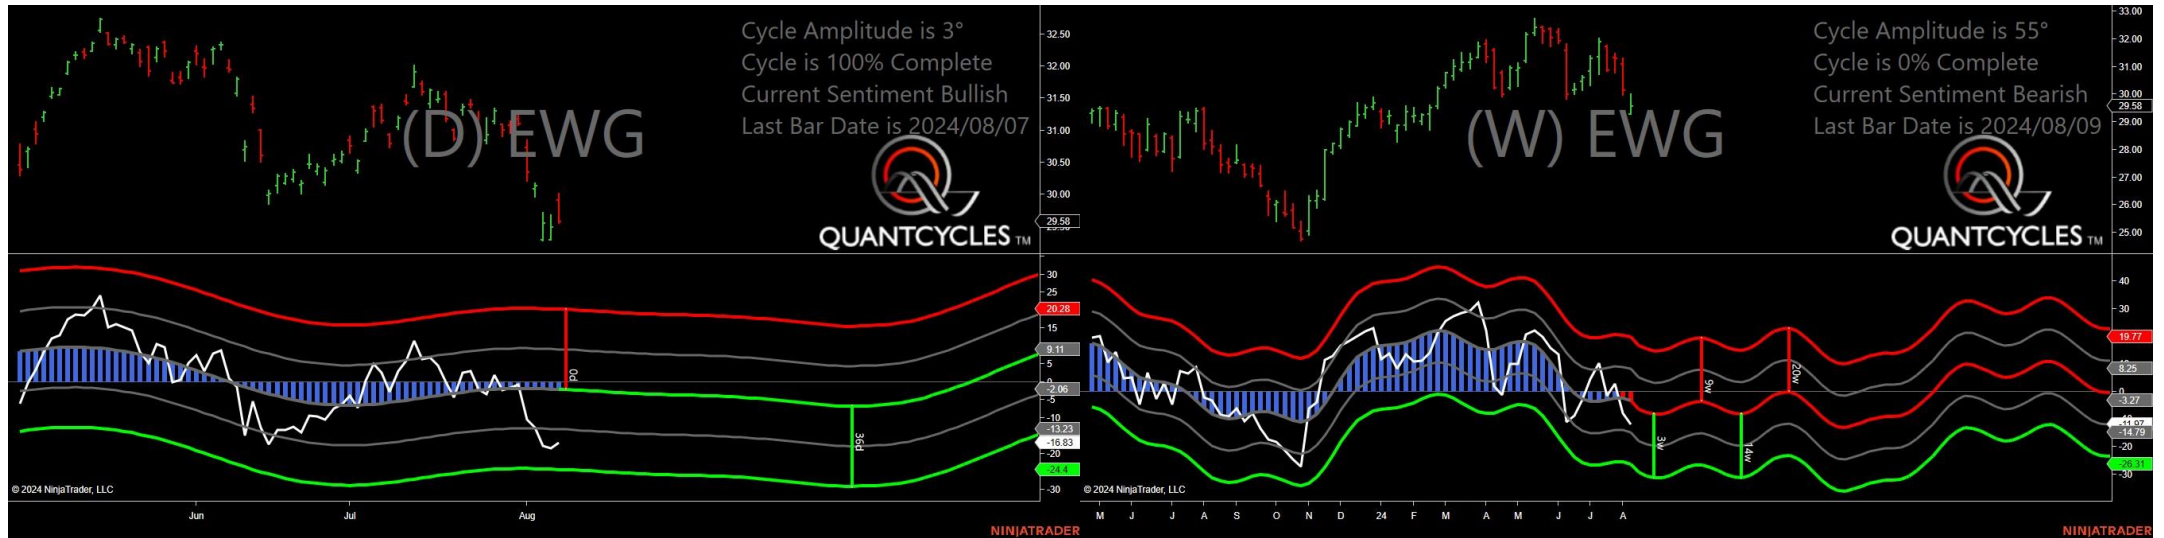 Cycle Amplitude is 3°
Cycle is 100% Complete
Current Sentiment Bullish
Last Bar Date is 2024/08/07
(D) EWG
QUANTCYCLES TM
32.50
32.00
31.50
31.00
30.50
30.00
29.58
30
25
20.28
15
9.11
5
0
-2.06
-5
-10
-13.23
-16.83
-20
-24.4
-30
0d
36d
© 2024 NinjaTrader, LLC
Jun
Jul
Aug
NINJATRADER
Cycle Amplitude is 55°
Cycle is 0% Complete
Current Sentiment Bearish
Last Bar Date is 2024/08/09
(W) EWG
QUANTCYCLES TM
33.00
32.00
31.00
30.00
29.58
29.00
28.00
27.00
26.00
25.00
40
30
19.77
8.25
0
-3.27
-11.97
-14.79
-20
-26.31
-30
9w
20w
3w
14w
© 2024 NinjaTrader, LLC
M J J A S O N D 24 F M A M J J A
NINJATRADER